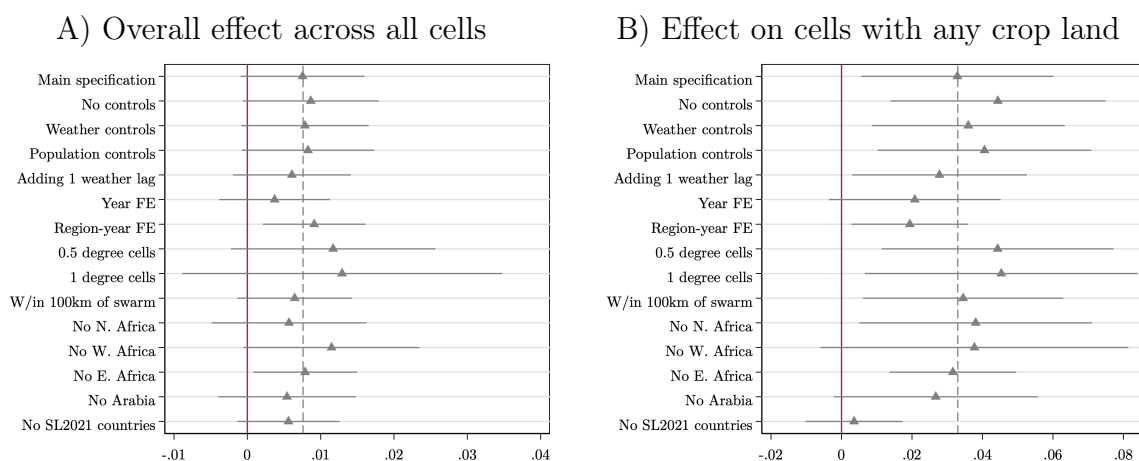 A) Overall effect across all cells
Main specification
No controls
Weather controls
Population controls
Adding 1 weather lag
Year FE
Region-year FE
0.5 degree cells
1 degree cells
W/in 100km of swarm
No N. Africa
No W. Africa
No E. Africa
No Arabia
No SL2021 countries
-.01 0 .01 .02 .03 .04
B) Effect on cells with any crop land
Main specification
No controls
Weather controls
Population controls
Adding 1 weather lag
Year FE
Region-year FE
0.5 degree cells
1 degree cells
W/in 100km of swarm
No N. Africa
No W. Africa
No E. Africa
No Arabia
No SL2021 countries
-.02 0 .02 .04 .06 .08